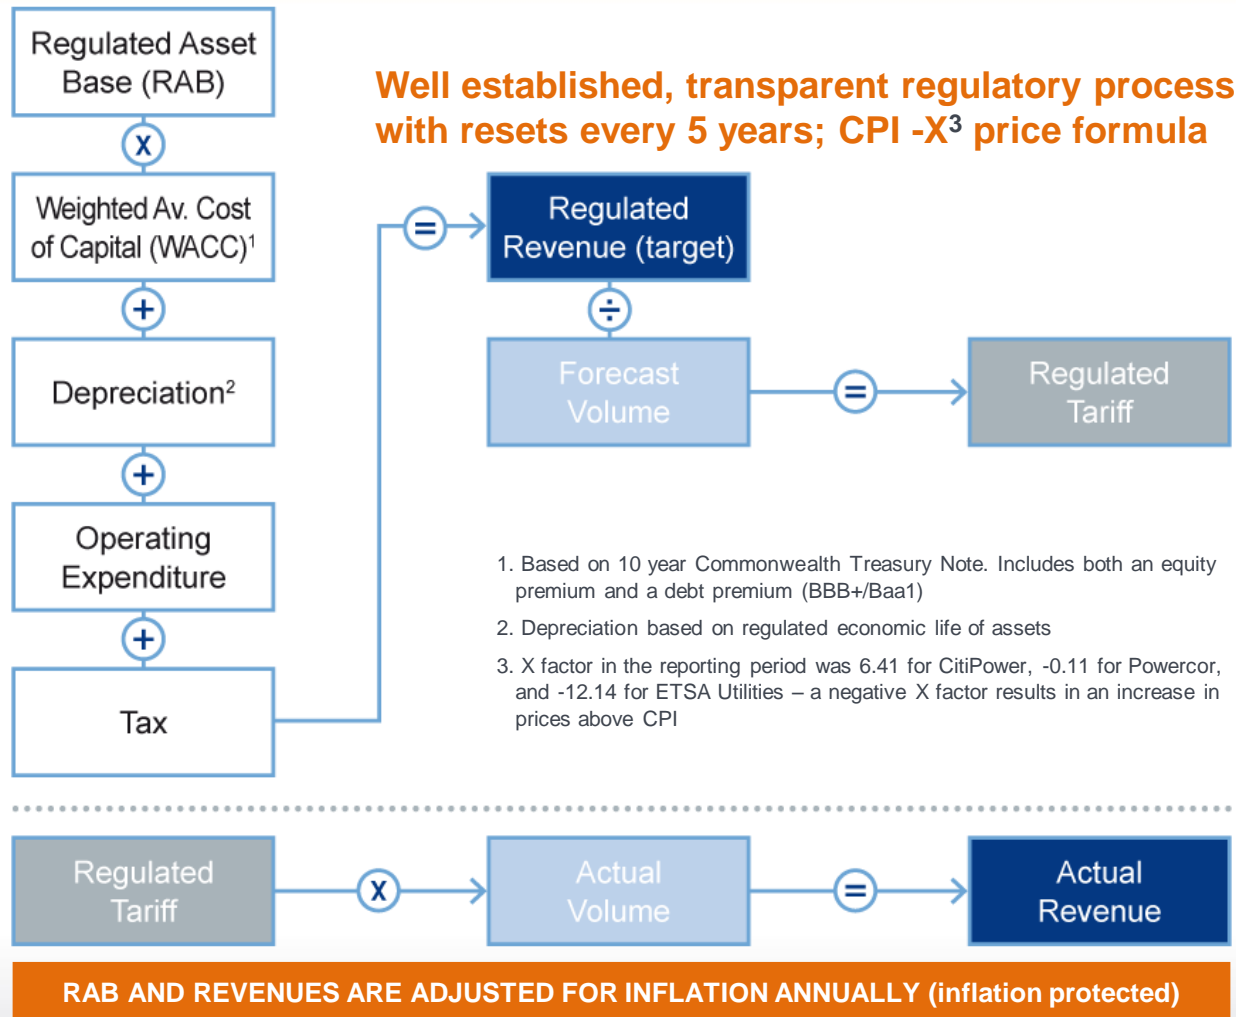 Regulated Asset
Base (RAB)
Well established, transparent regulatory process
with resets every 5 years; CPI -X³ price formula
X
Weighted Av. Cost
of Capital (WACC)¹
=
Regulated
Revenue (target)
+
÷
Depreciation²
Forecast
Volume
=
Regulated
Tariff
+
Operating
Expenditure
1. Based on 10 year Commonwealth Treasury Note. Includes both an equity
premium and a debt premium (BBB+/Baa1)
2. Depreciation based on regulated economic life of assets
+
3. X factor in the reporting period was 6.41 for CitiPower, -0.11 for Powercor,
and -12.14 for ETSA Utilities – a negative X factor results in an increase in
prices above CPI
Tax
Regulated
Tariff
X
Actual
Volume
=
Actual
Revenue
RAB AND REVENUES ARE ADJUSTED FOR INFLATION ANNUALLY (inflation protected)